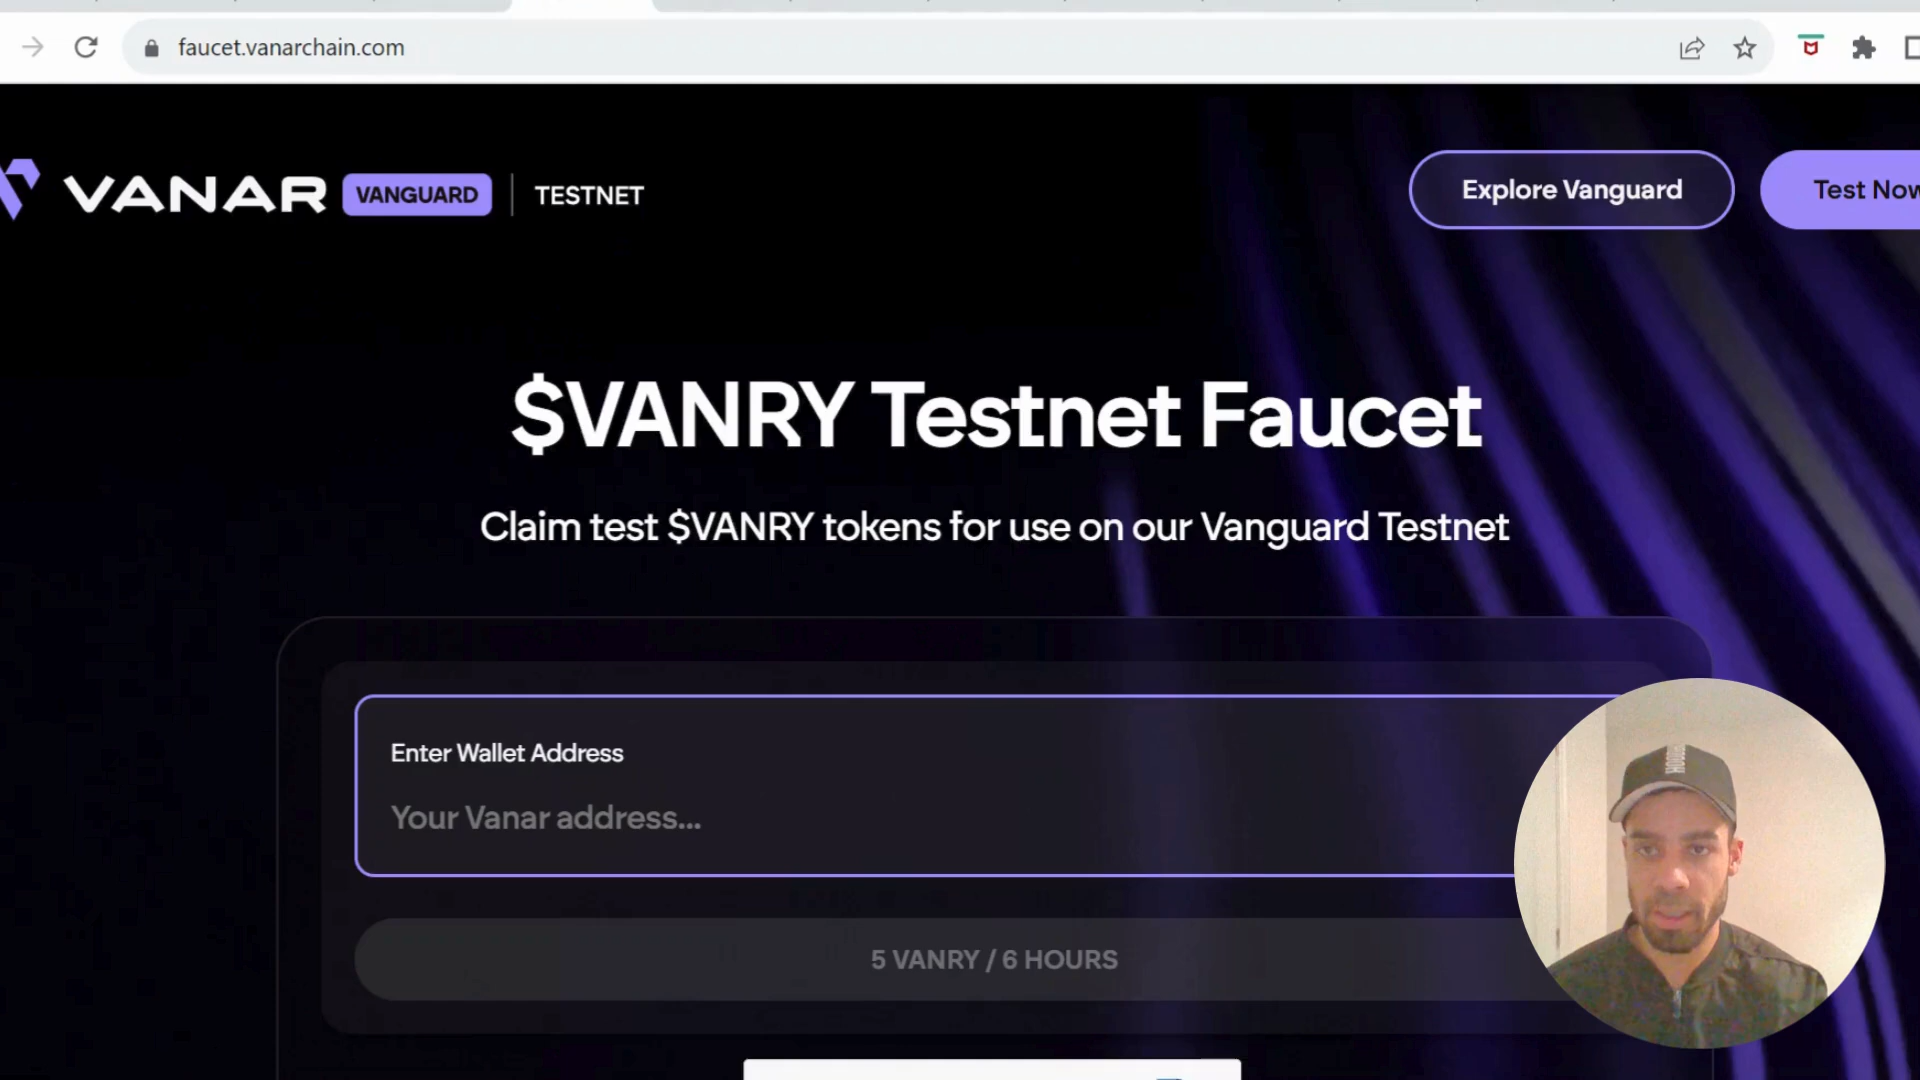 faucet.vanarchain.com
VANAR VANGUARD | TESTNET
Explore Vanguard
Test Now
$VANRY Testnet Faucet
Claim test $VANRY tokens for use on our Vanguard Testnet
Enter Wallet Address
Your Vanar address...
5 VANRY / 6 HOURS